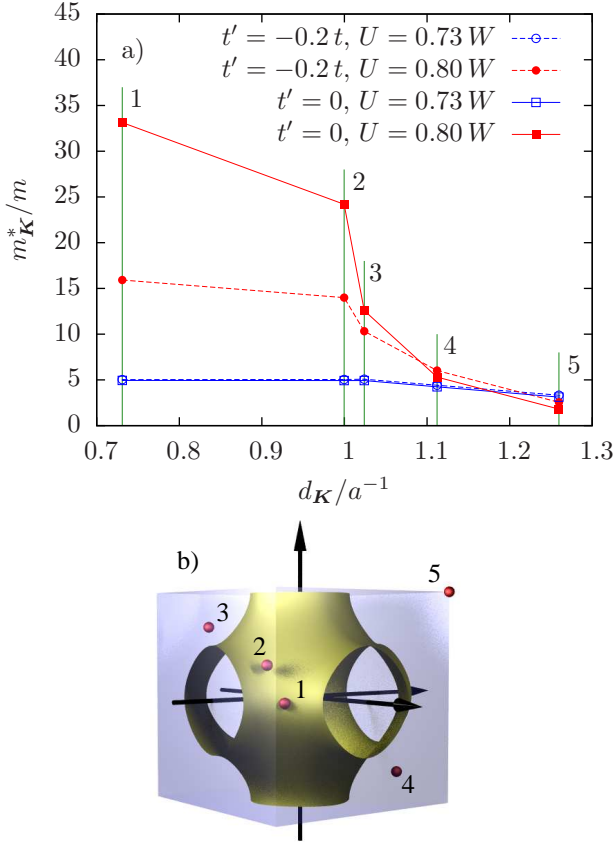 a)
t′ = −0.2 t, U = 0.73 W
t′ = −0.2 t, U = 0.80 W
t′ = 0, U = 0.73 W
t′ = 0, U = 0.80 W
45
40
35
30
25
20
15
10
5
0
m*_K/m
1
2
3
4
5
0.7 0.8 0.9 1 1.1 1.2 1.3
d_K/a⁻¹
b)
5
3
2
1
4